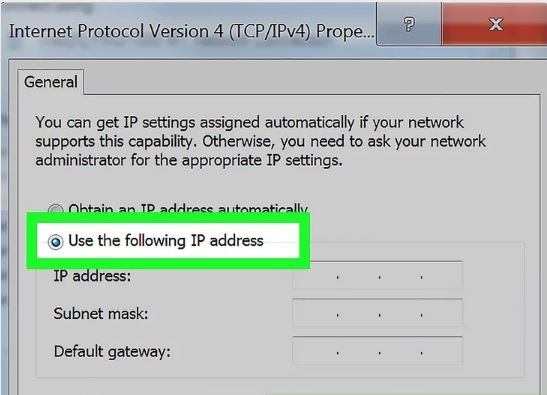 Internet Protocol Version 4 (TCP/IPv4) Prope...
General
You can get IP settings assigned automatically if your network
supports this capability. Otherwise, you need to ask your network
administrator for the appropriate IP settings.
Obtain an IP address automatically
Use the following IP address
IP address:
Subnet mask:
Default gateway: